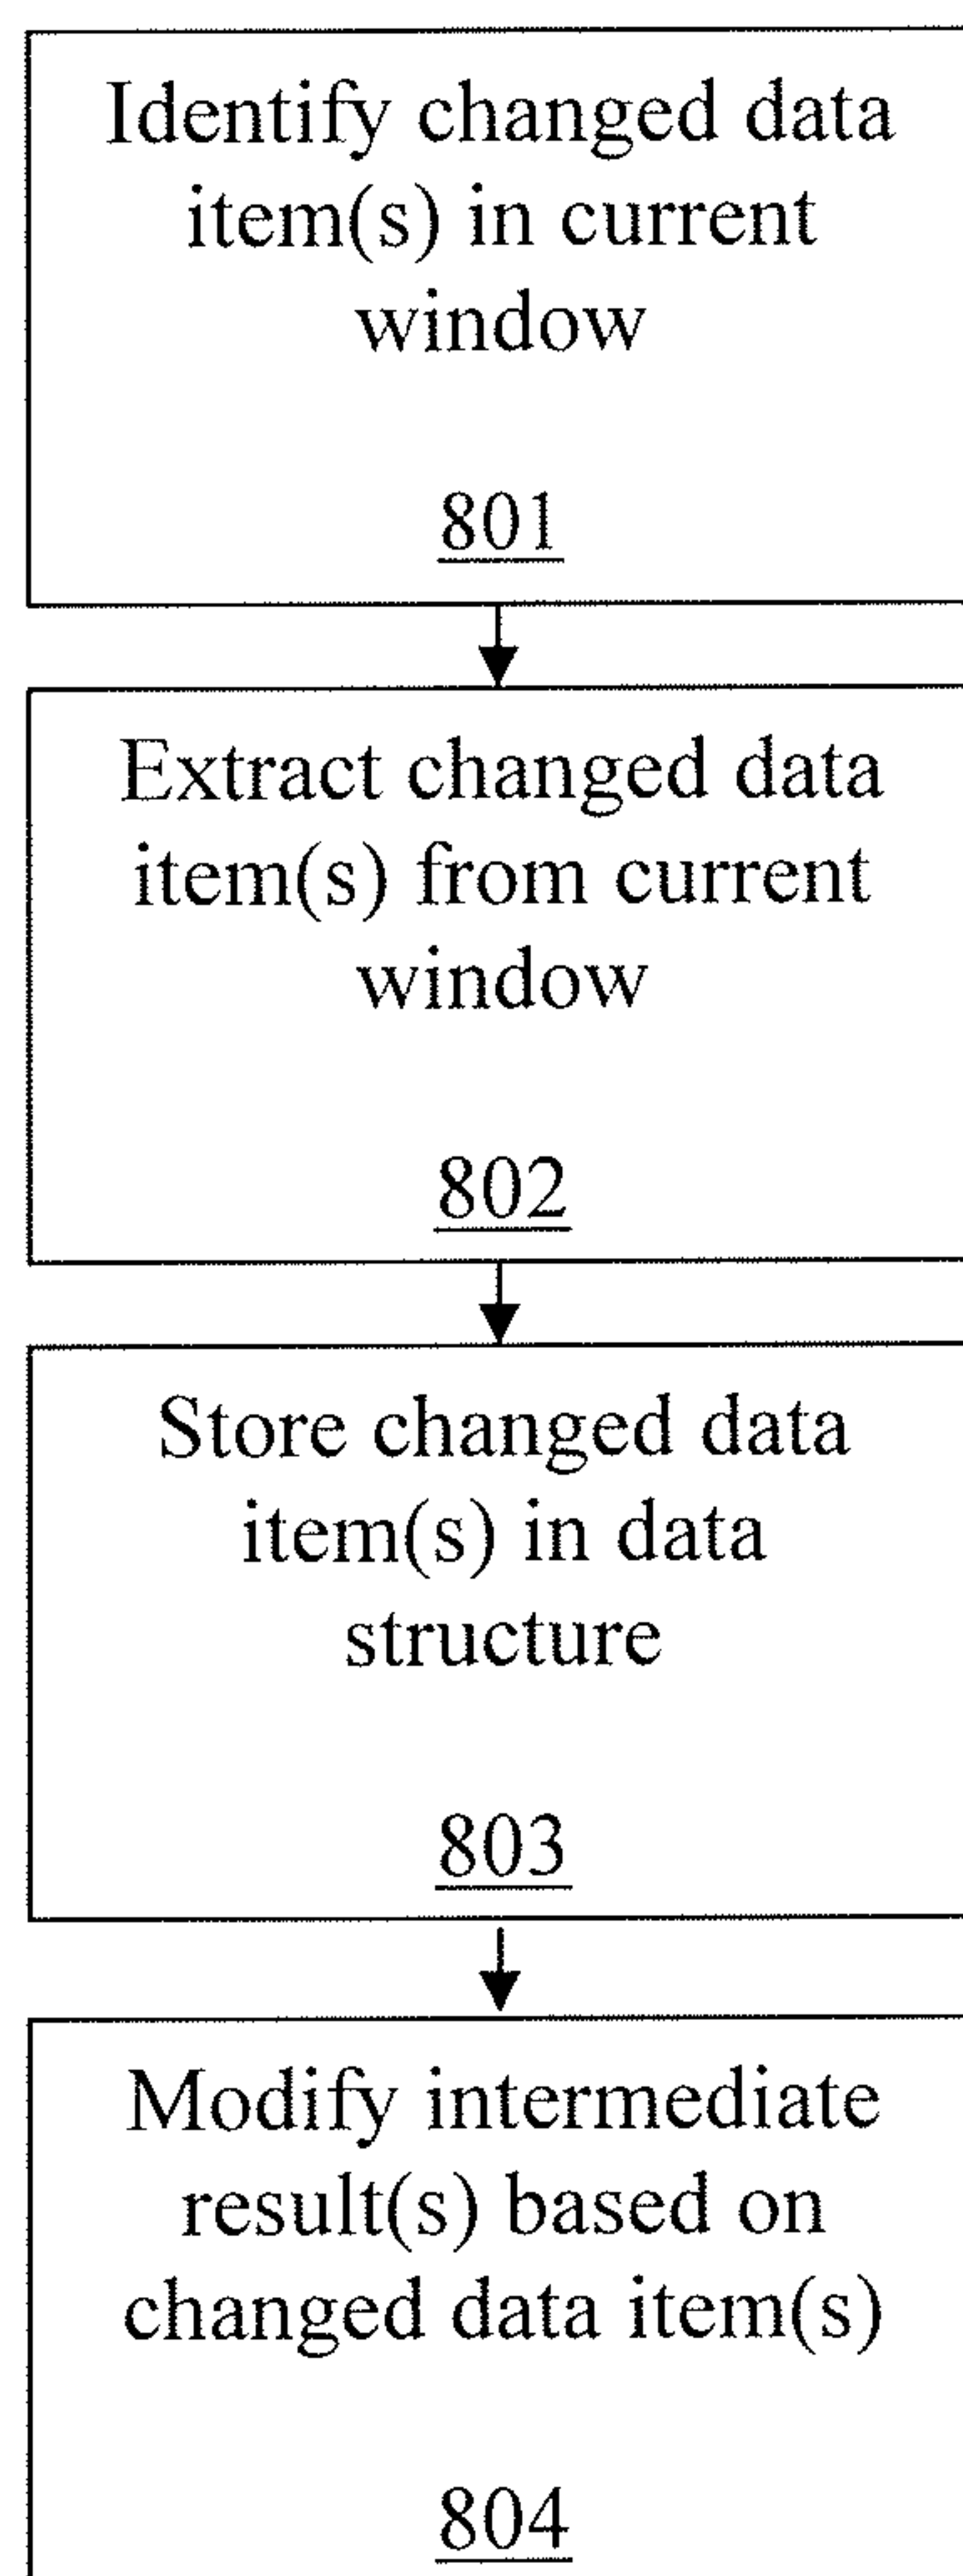 Identify changed data
item(s) in current
window
801
Extract changed data
item(s) from current
window
802
Store changed data
item(s) in data
structure
803
Modify intermediate
result(s) based on
changed data item(s)
804